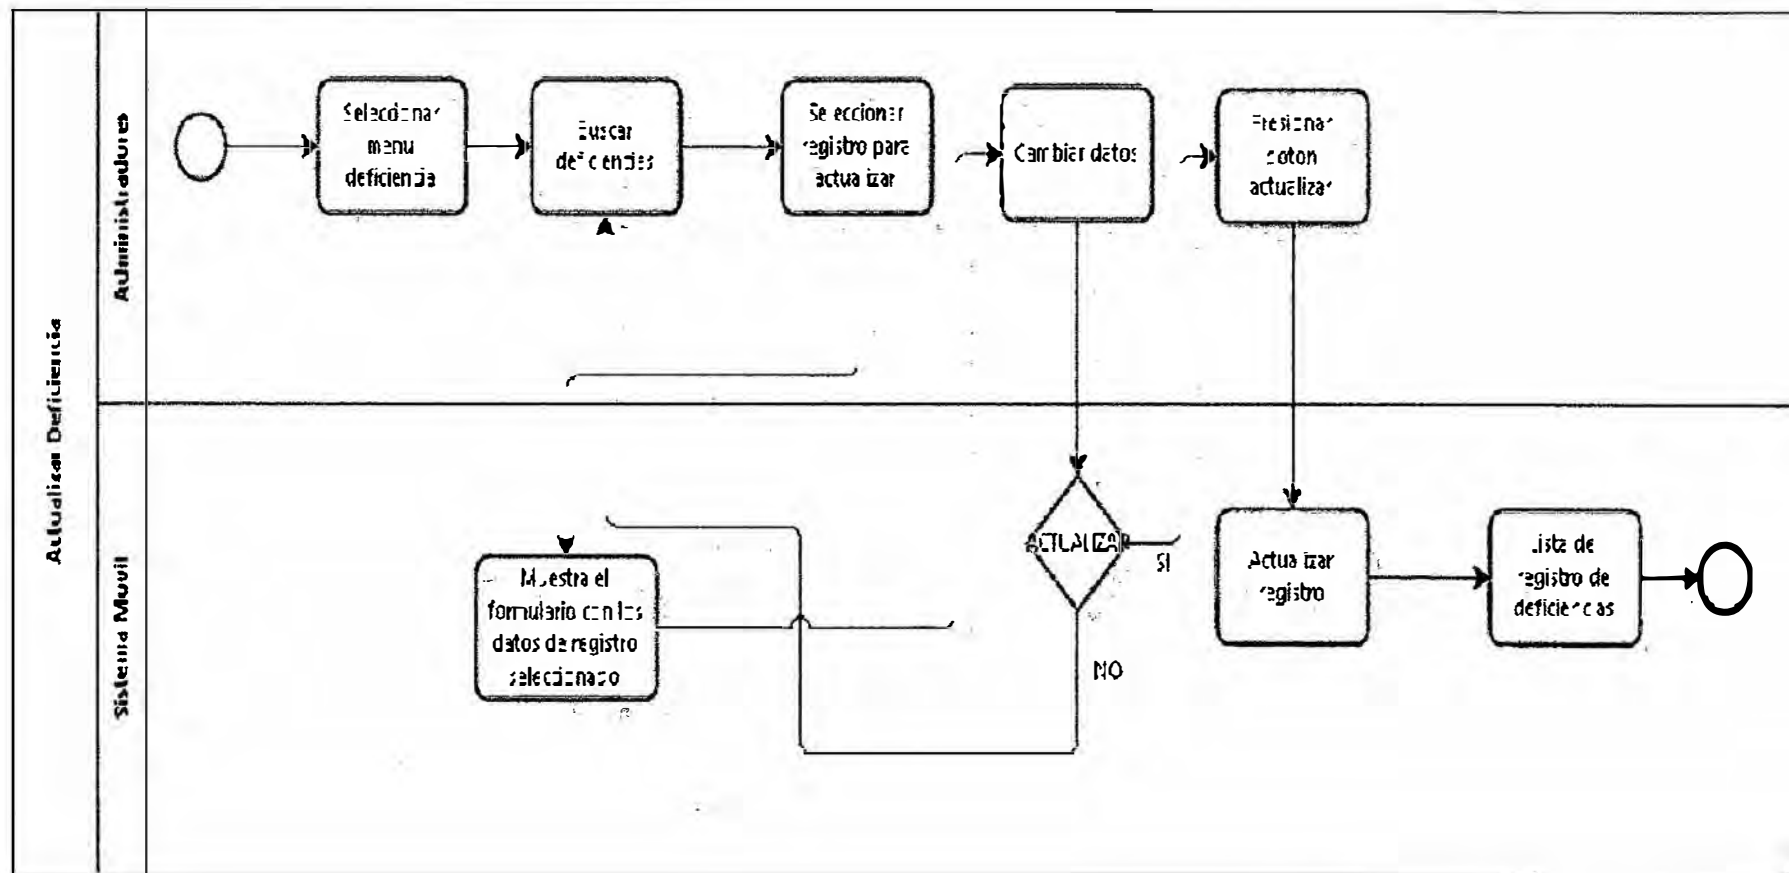 Actualizar Deficiencia
Administradores
Sistema Movil
Seleccionar
menu
deficiencia
Buscar
deficiencias
Seleccionar
registro para
actualizar
Cambiar datos
Presionar
boton
actualizar
ACTUALIZAR
SI
NO
Muestra el
formulario con los
datos de registro
seleccionado
Actualizar
registro
Lista de
registro de
deficiencias